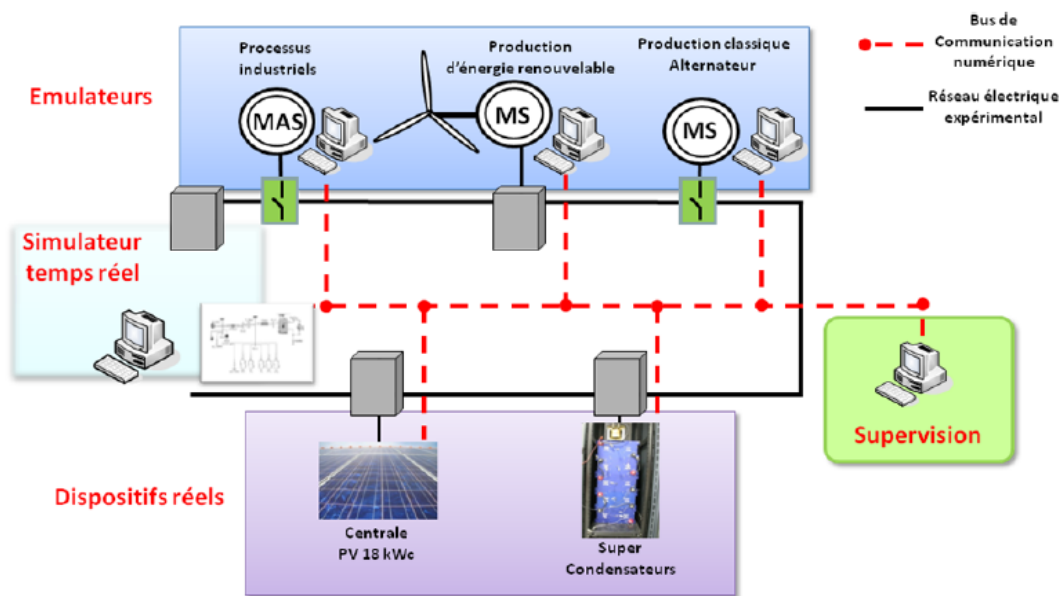 Processus
industriels
Production
d'énergie renouvelable
Production classique
Alternateur
Bus de
Communication
numérique
Réseau électrique
expérimental
Emulateurs
MAS
MS
MS
Simulateur
temps réel
Supervision
Dispositifs réels
Centrale
PV 18 kWc
Super
Condensateurs